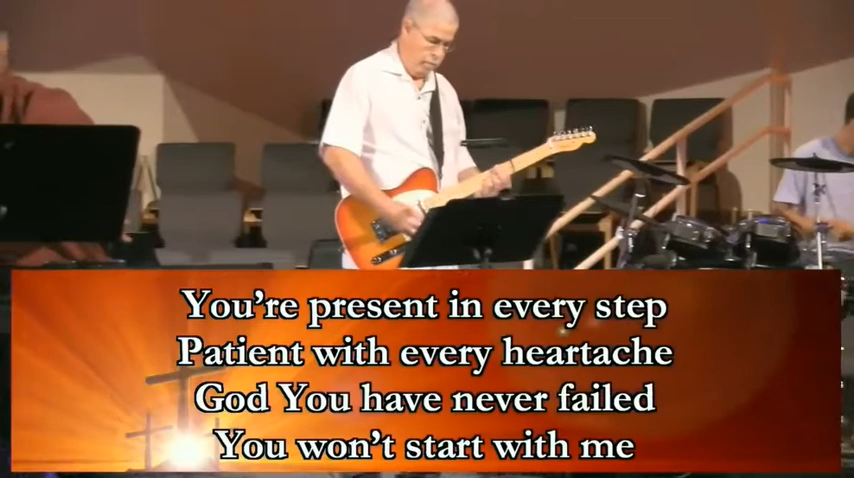 You're present in every step
Patient with every heartache
God You have never failed
You won't start with me